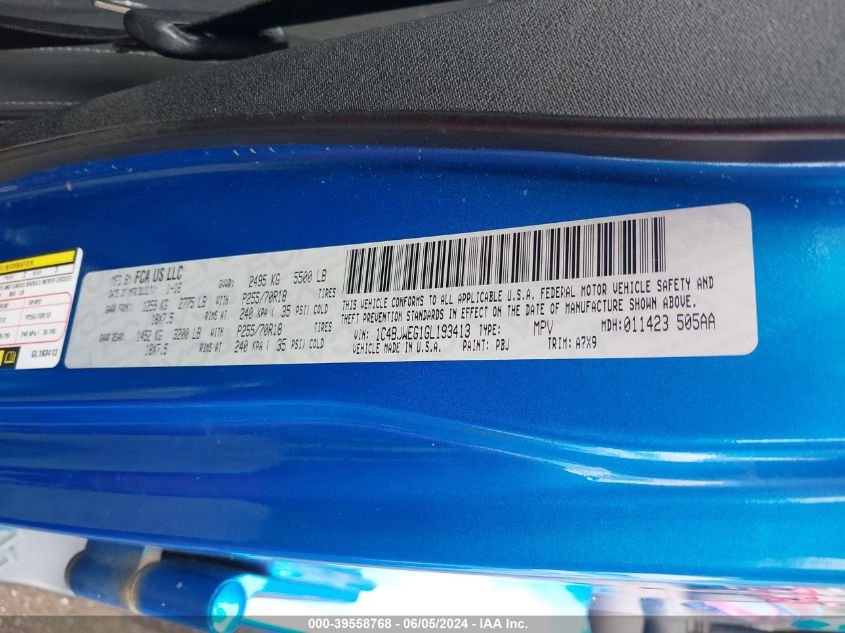 MFD BY FCA US LLC
DATE OF MFR 1-16
GVWR: 2495 KG 5500 LB
GAWR FRONT: 1259 KG 2775 LB WITH P255/70R18 TIRES
18X7.5 RIMS AT 240 KPA ( 35 PSI) COLD
GAWR REAR: 1452 KG 3200 LB WITH P255/70R18 TIRES
18X7.5 RIMS AT 240 KPA ( 35 PSI) COLD
THIS VEHICLE CONFORMS TO ALL APPLICABLE U.S.A. FEDERAL MOTOR VEHICLE SAFETY AND
THEFT PREVENTION STANDARDS IN EFFECT ON THE DATE OF MANUFACTURE SHOWN ABOVE.
VIN: 1C4BJWEG1GL193413 TYPE: MPV MDH:011423 505AA
VEHICLE MADE IN U.S.A. PAINT: PBJ TRIM: A7X9
GL193413
000-39558768 - 06/05/2024 - IAA Inc.